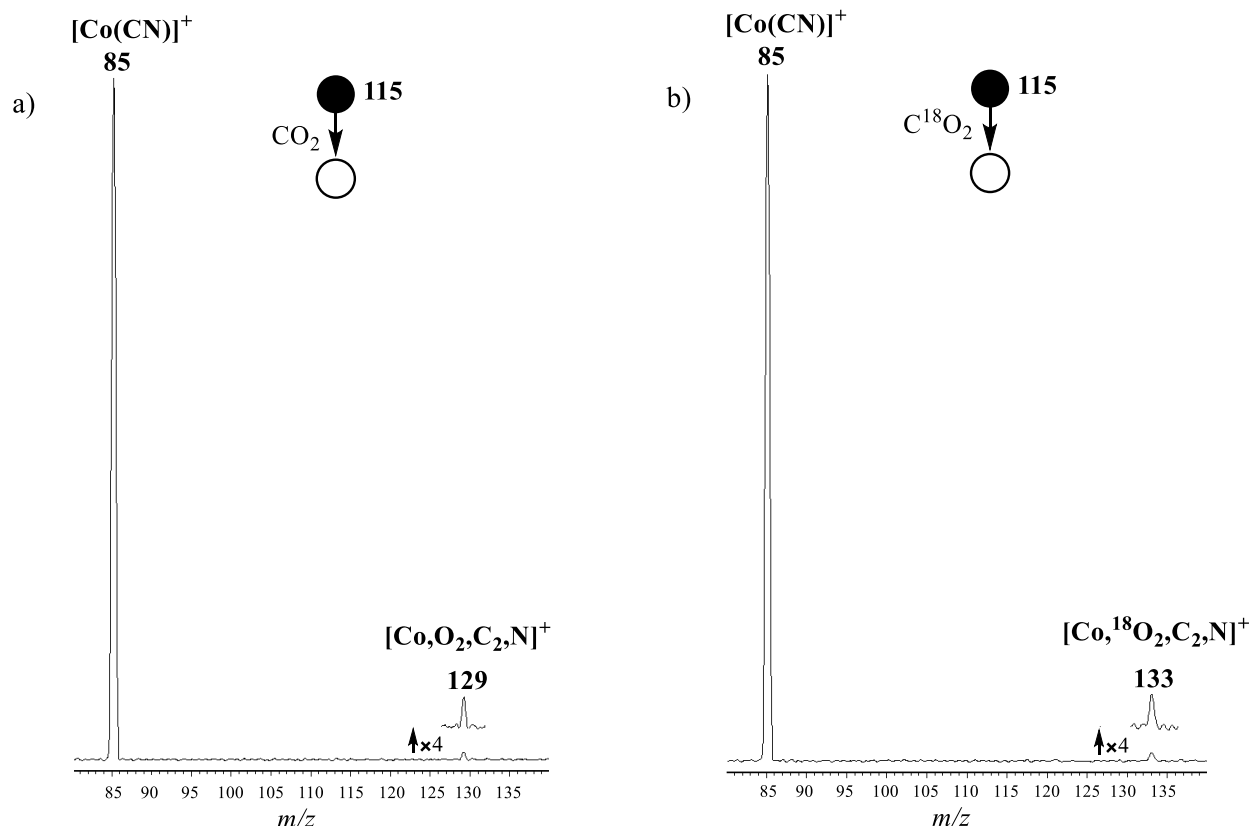 a)
[Co(CN)]⁺
85
115
CO₂
[Co,O₂,C₂,N]⁺
129
×4
85 90 95 100 105 110 115 120 125 130 135
m/z
b)
[Co(CN)]⁺
85
115
C¹⁸O₂
[Co,¹⁸O₂,C₂,N]⁺
133
×4
85 90 95 100 105 110 115 120 125 130 135
m/z